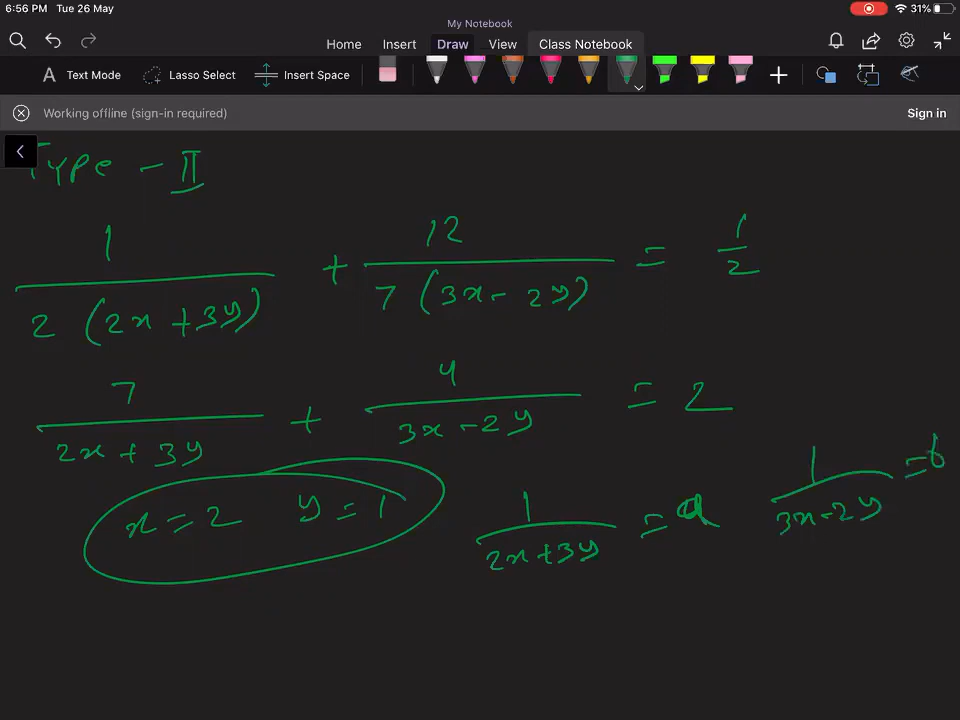 6:56 PM Tue 26 May 31%
My Notebook
Home Insert Draw View Class Notebook
Text Mode Lasso Select Insert Space
Working offline (sign-in required) Sign in
Type - II
1 / 2 (2x + 3y) + 12 / 7 (3x - 2y) = 1 / 2
7 / 2x + 3y + 4 / 3x - 2y = 2
x = 2 y = 1 1 / 2x + 3y = a 1 / 3x - 2y = b